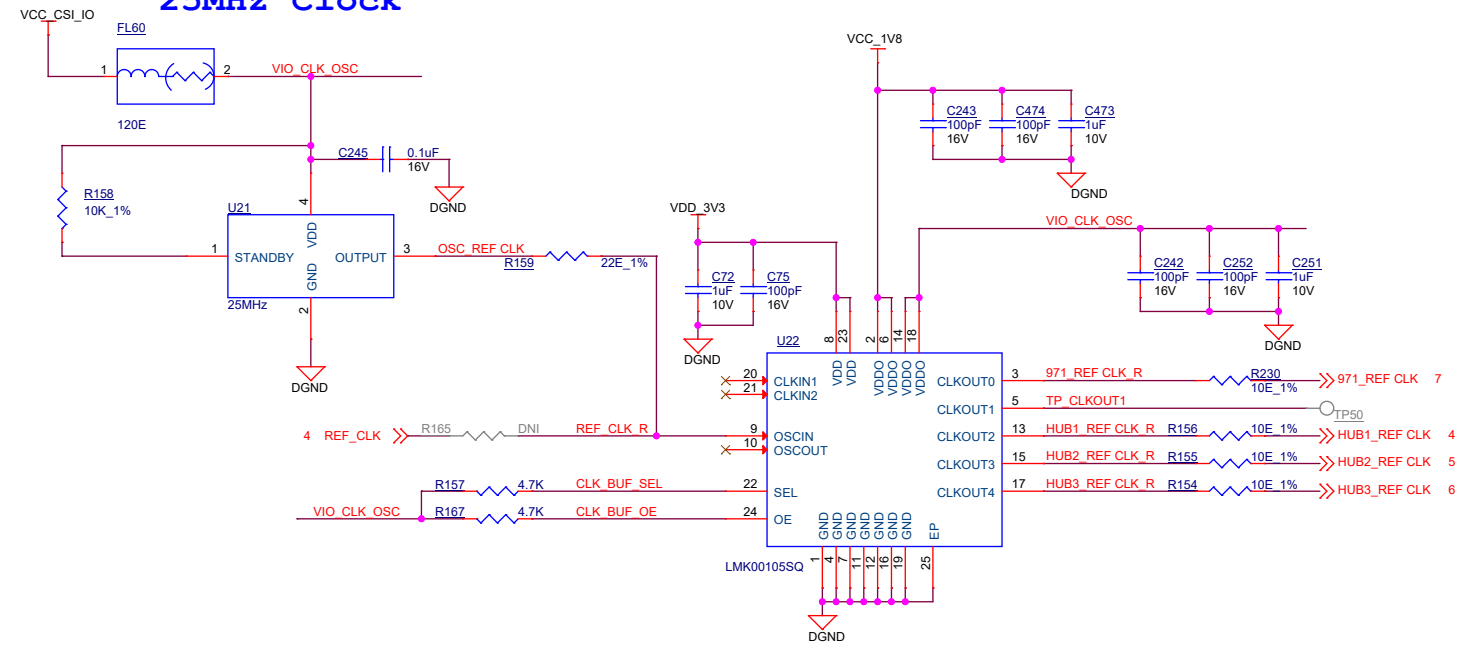 25MHz Clock
VCC_CSI_IO
FL60
1
2
VIO_CLK_OSC
120E
C245
0.1uF
16V
DGND
R158
10K_1%
U21
4
1
STANDBY
VDD
GND
OUTPUT
3
OSC_REF CLK
R159
22E_1%
25MHz
2
DGND
VCC_1V8
C243
100pF
16V
C474
100pF
16V
C473
1uF
10V
DGND
VDD_3V3
C72
1uF
10V
C75
100pF
16V
DGND
VIO_CLK_OSC
C242
100pF
16V
C252
100pF
16V
C251
1uF
10V
DGND
U22
8
23
2
6
14
18
VDD
VDD
VDDO
VDDO
VDDO
VDDO
20
CLKIN1
21
CLKIN2
4 REF_CLK
R165
DNI
REF_CLK_R
9
OSCIN
10
OSCOUT
R157
4.7K
CLK_BUF_SEL
22
SEL
VIO_CLK_OSC
R167
4.7K
CLK_BUF_OE
24
OE
CLKOUT0
3
971_REF CLK_R
R230
10E_1%
971_REF CLK 7
CLKOUT1
5
TP_CLKOUT1
TP50
CLKOUT2
13
HUB1_REF CLK_R
R156
10E_1%
HUB1_REF CLK 4
CLKOUT3
15
HUB2_REF CLK_R
R155
10E_1%
HUB2_REF CLK 5
CLKOUT4
17
HUB3_REF CLK_R
R154
10E_1%
HUB3_REF CLK 6
GND
GND
GND
GND
GND
GND
GND
EP
1
4
7
11
12
16
19
25
LMK00105SQ
DGND